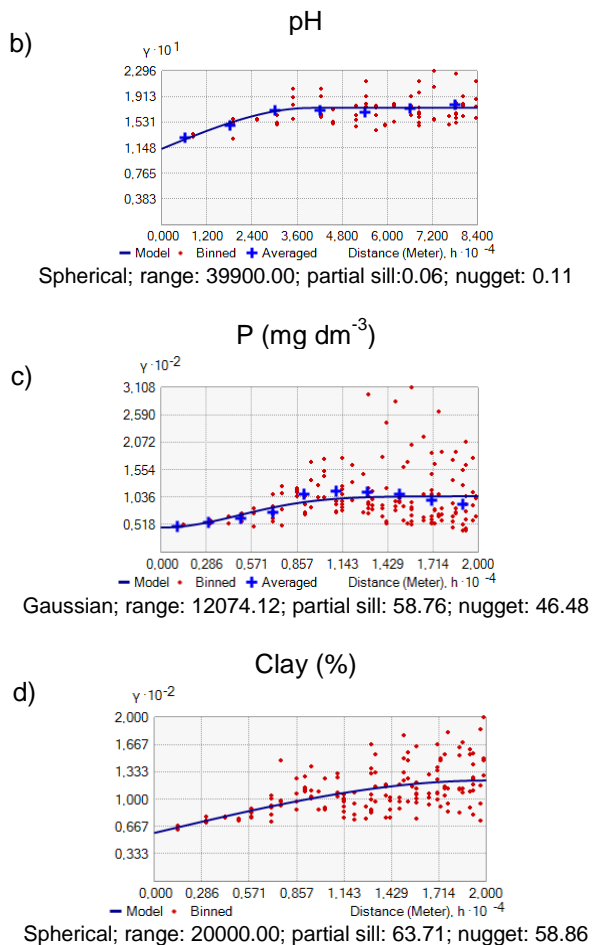 pH
b)
γ · 10¹
2,296
1,913
1,531
1,148
0,765
0,383
0,000 1,200 2,400 3,600 4,800 6,000 7,200 8,400
Model Binned Averaged Distance (Meter), h · 10⁻⁴
Spherical; range: 39900.00; partial sill:0.06; nugget: 0.11
P (mg dm⁻³)
c)
γ · 10⁻²
3,108
2,590
2,072
1,554
1,036
0,518
0,000 0,286 0,571 0,857 1,143 1,429 1,714 2,000
Model Binned Averaged Distance (Meter), h · 10⁻⁴
Gaussian; range: 12074.12; partial sill: 58.76; nugget: 46.48
Clay (%)
d)
γ · 10⁻²
2,000
1,667
1,333
1,000
0,667
0,333
0,000 0,286 0,571 0,857 1,143 1,429 1,714 2,000
Model Binned Distance (Meter), h · 10⁻⁴
Spherical; range: 20000.00; partial sill: 63.71; nugget: 58.86